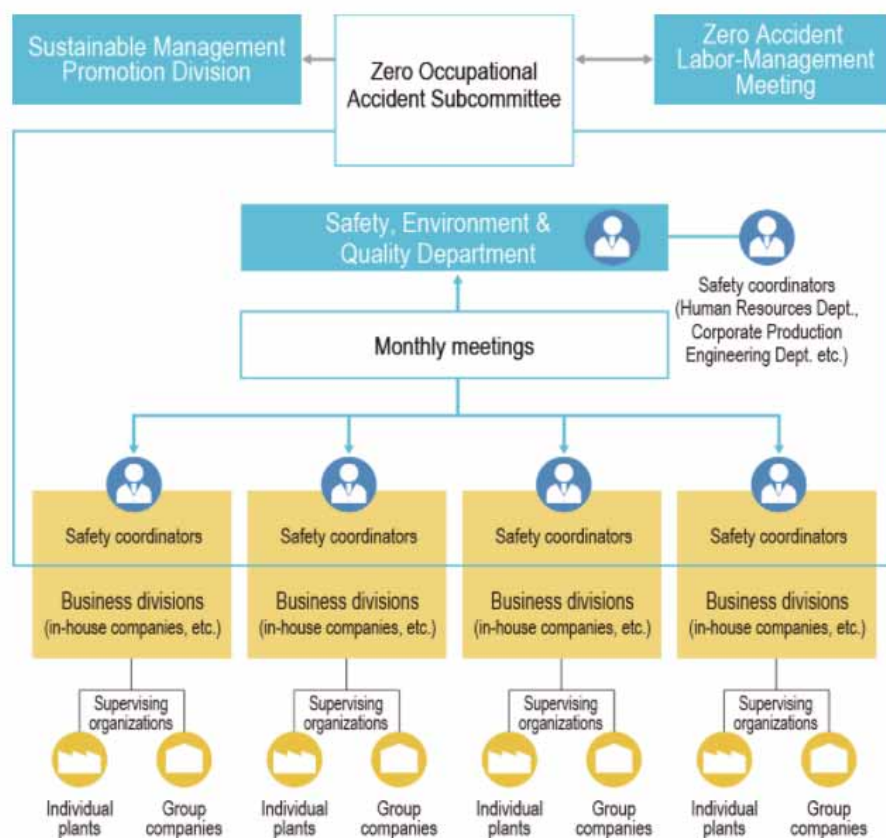 Sustainable Management
Promotion Division
Zero Occupational
Accident Subcommittee
Zero Accident
Labor-Management
Meeting
Safety, Environment &
Quality Department
Safety coordinators
(Human Resources Dept.,
Corporate Production
Engineering Dept. etc.)
Monthly meetings
Safety coordinators
Safety coordinators
Safety coordinators
Safety coordinators
Business divisions
(in-house companies, etc.)
Business divisions
(in-house companies, etc.)
Business divisions
(in-house companies, etc.)
Business divisions
(in-house companies, etc.)
Supervising
organizations
Supervising
organizations
Supervising
organizations
Supervising
organizations
Individual
plants
Group
companies
Individual
plants
Group
companies
Individual
plants
Group
companies
Individual
plants
Group
companies